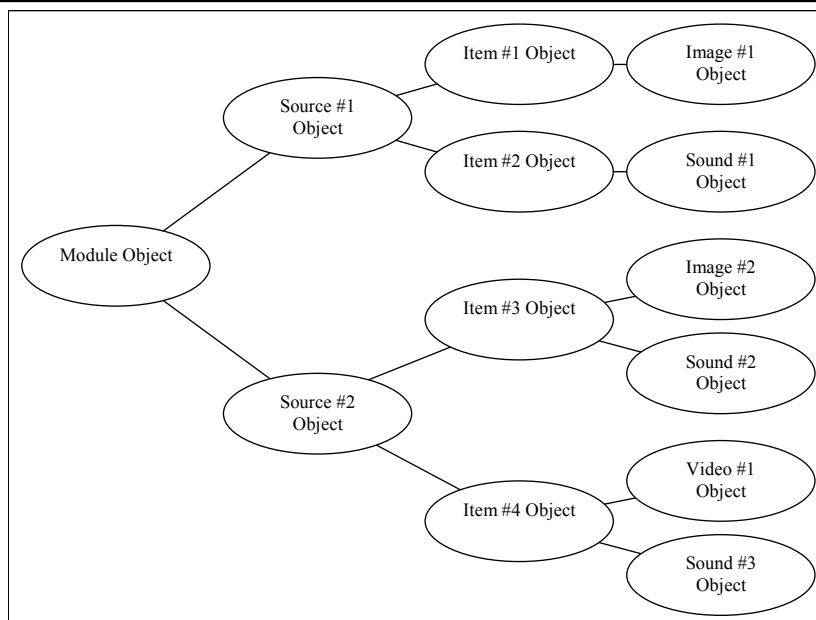 Item #1 Object
Image #1
Object
Source #1
Object
Item #2 Object
Sound #1
Object
Module Object
Image #2
Object
Item #3 Object
Sound #2
Object
Source #2
Object
Video #1
Object
Item #4 Object
Sound #3
Object